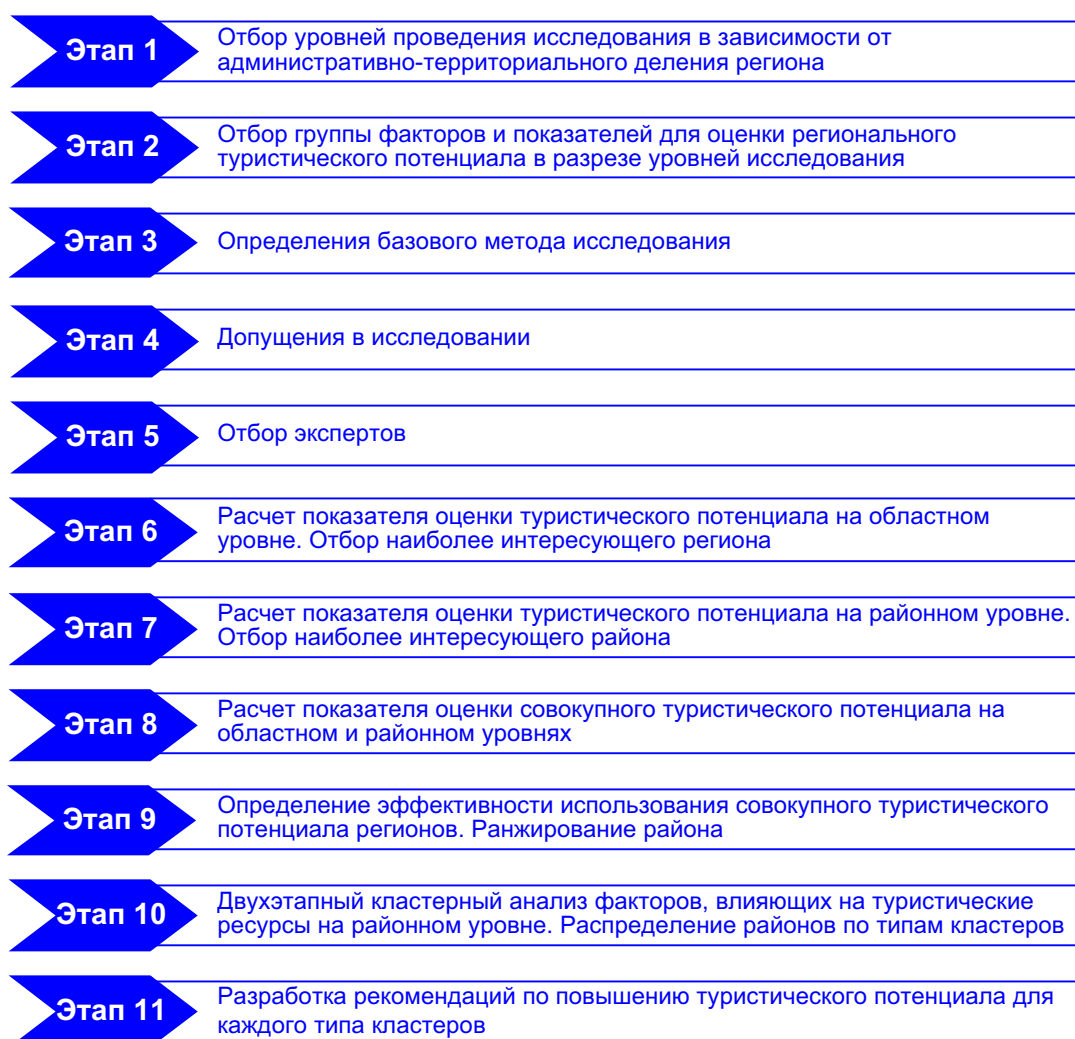 Этап 1
Отбор уровней проведения исследования в зависимости от
административно-территориального деления региона
Этап 2
Отбор группы факторов и показателей для оценки регионального
туристического потенциала в разрезе уровней исследования
Этап 3
Определения базового метода исследования
Этап 4
Допущения в исследовании
Этап 5
Отбор экспертов
Этап 6
Расчет показателя оценки туристического потенциала на областном
уровне. Отбор наиболее интересующего региона
Этап 7
Расчет показателя оценки туристического потенциала на районном уровне.
Отбор наиболее интересующего района
Этап 8
Расчет показателя оценки совокупного туристического потенциала на
областном и районном уровнях
Этап 9
Определение эффективности использования совокупного туристического
потенциала регионов. Ранжирование района
Этап 10
Двухэтапный кластерный анализ факторов, влияющих на туристические
ресурсы на районном уровне. Распределение районов по типам кластеров
Этап 11
Разработка рекомендаций по повышению туристического потенциала для
каждого типа кластеров